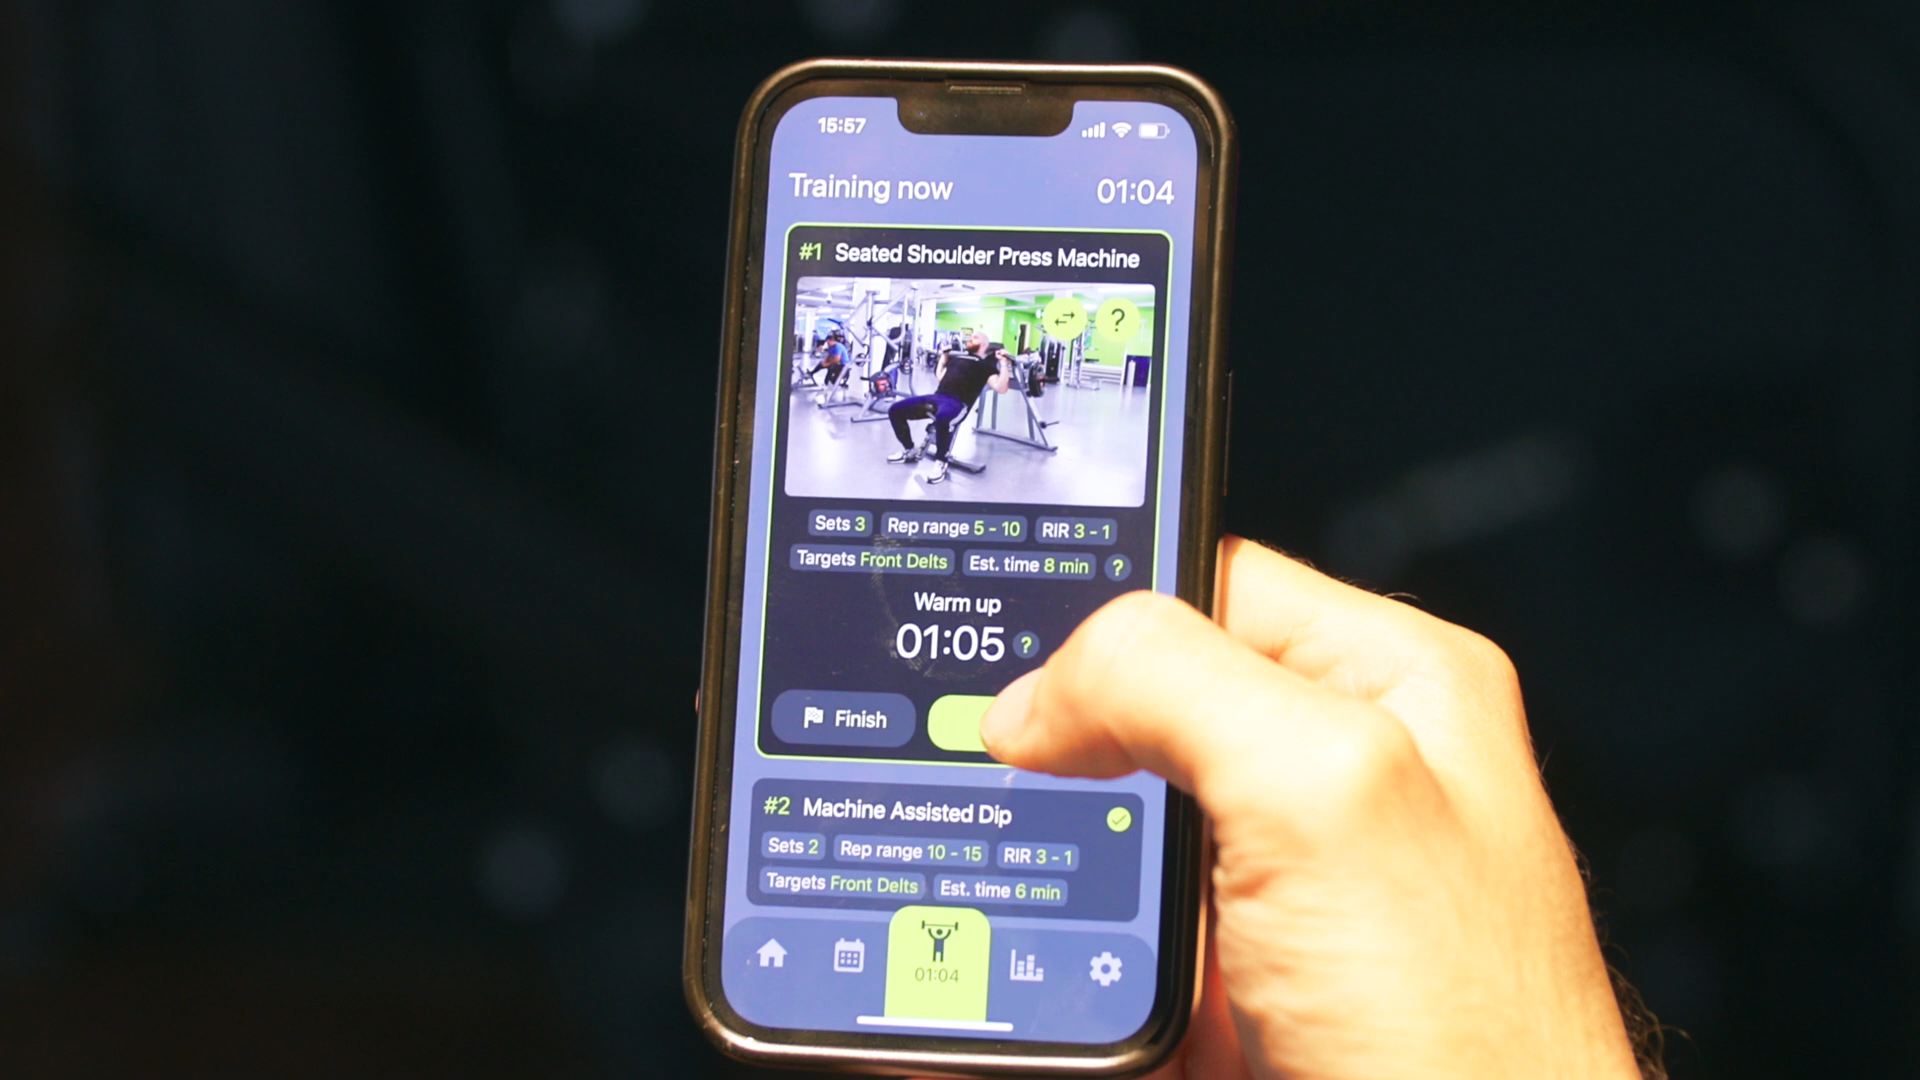 15:57
Training now 01:04
#1 Seated Shoulder Press Machine
?
Sets 3 Rep range 5 - 10 RIR 3 - 1
Targets Front Delts Est. time 8 min ?
Warm up
01:05 ?
Finish
#2 Machine Assisted Dip
Sets 2 Rep range 10 - 15 RIR 3 - 1
Targets Front Delts Est. time 6 min
01:04